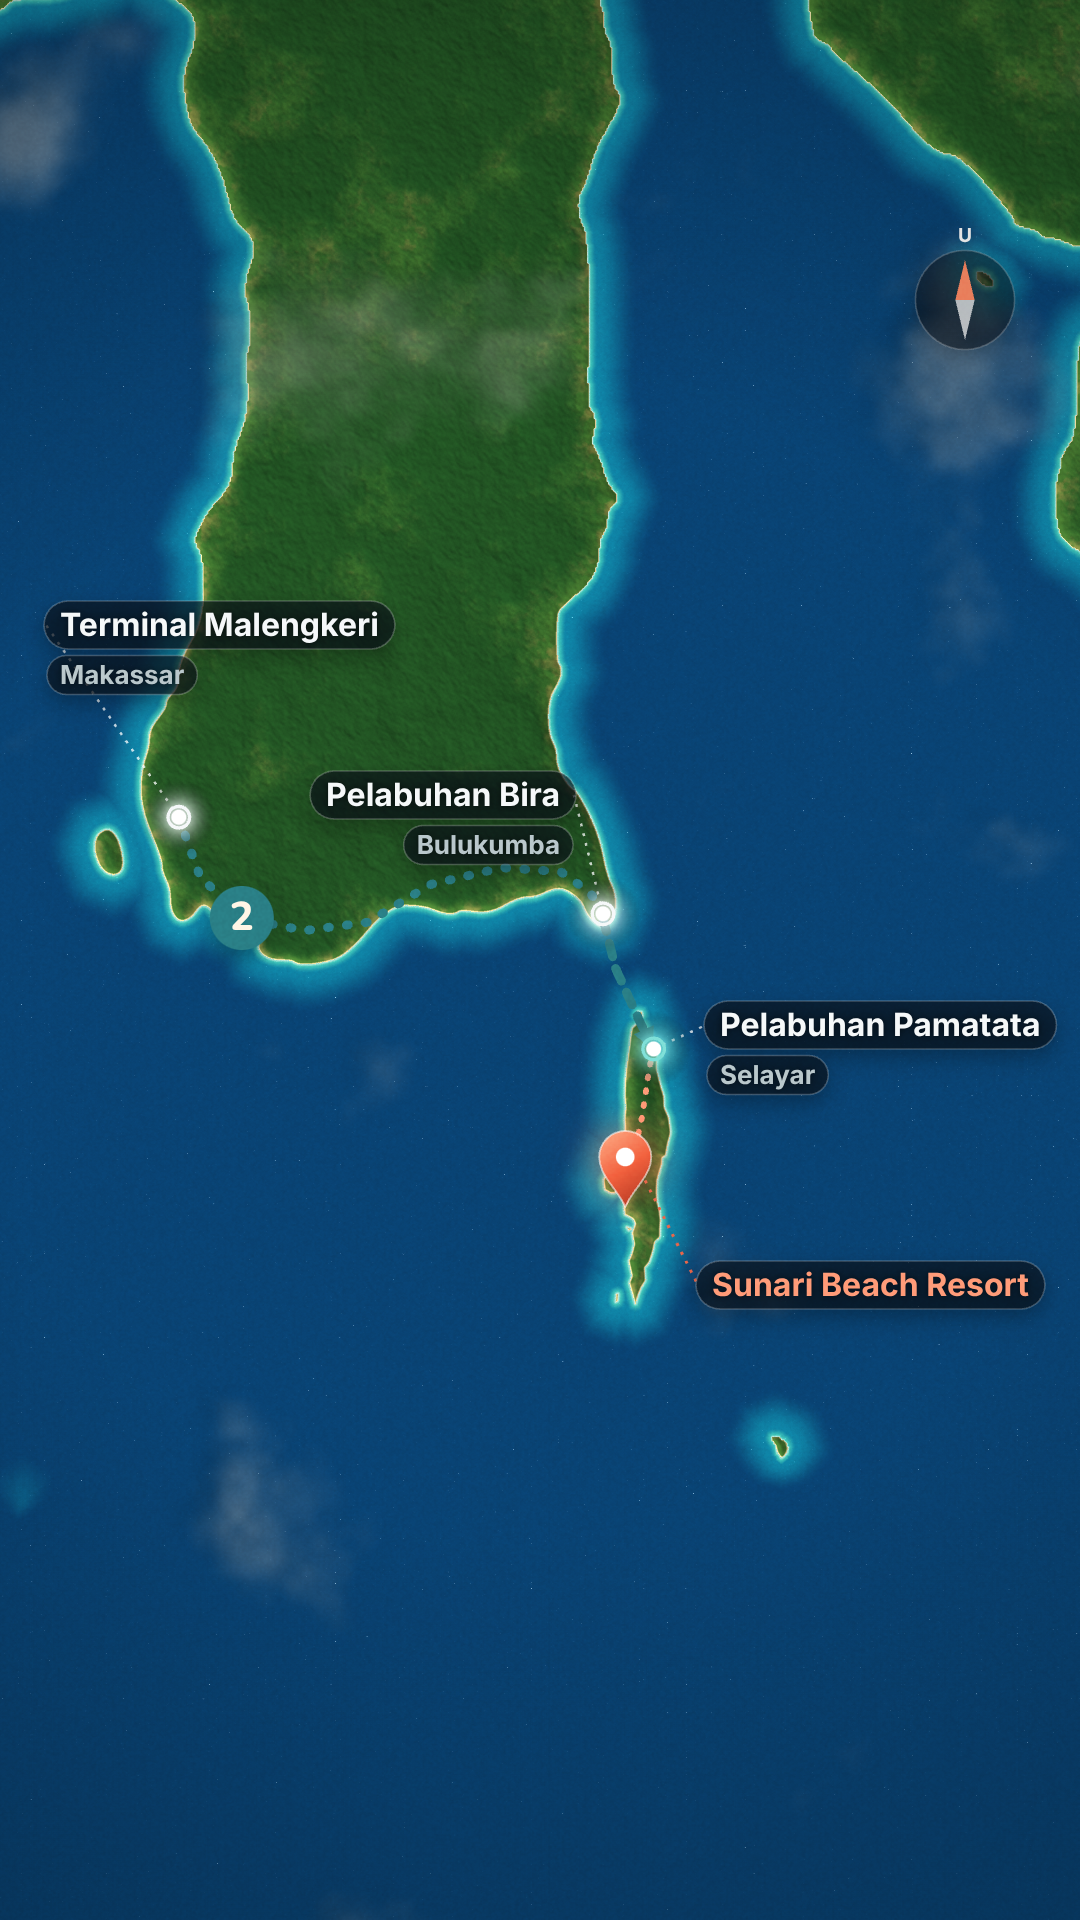 U
Terminal Malengkeri
Makassar
Pelabuhan Bira
Bulukumba
2
Pelabuhan Pamatata
Selayar
Sunari Beach Resort